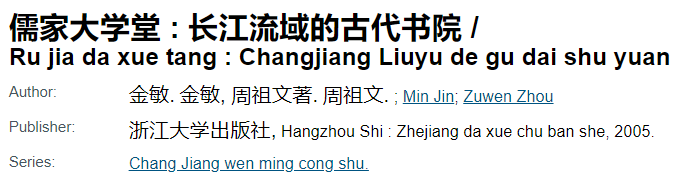 儒家大学堂 : 长江流域的古代书院 /
Ru jia da xue tang : Changjiang Liuyu de gu dai shu yuan
Author: 金敏. 金敏, 周祖文著. 周祖文. ; Min Jin; Zuwen Zhou
Publisher: 浙江大学出版社, Hangzhou Shi : Zhejiang da xue chu ban she, 2005.
Series: Chang Jiang wen ming cong shu.